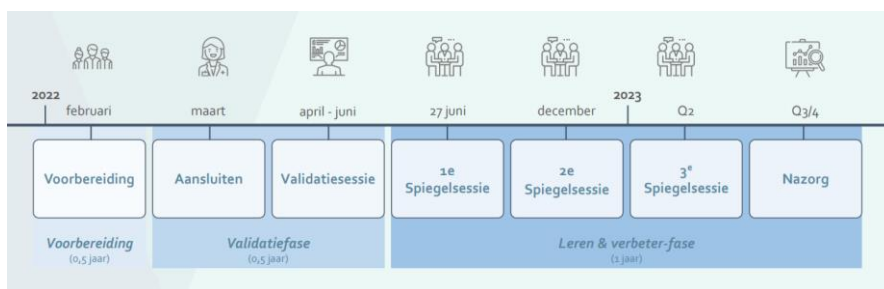 2022
2023
februari
maart
april - juni
27 juni
december
Q2
Q3/4
Voorbereiding
Aansluiten
Validatiesessie
1e
Spiegelsessie
2e
Spiegelsessie
3e
Spiegelsessie
Nazorg
Voorbereiding
(0,5 jaar)
Validatiefase
(0,5 jaar)
Leren & verbeter-fase
(1 jaar)